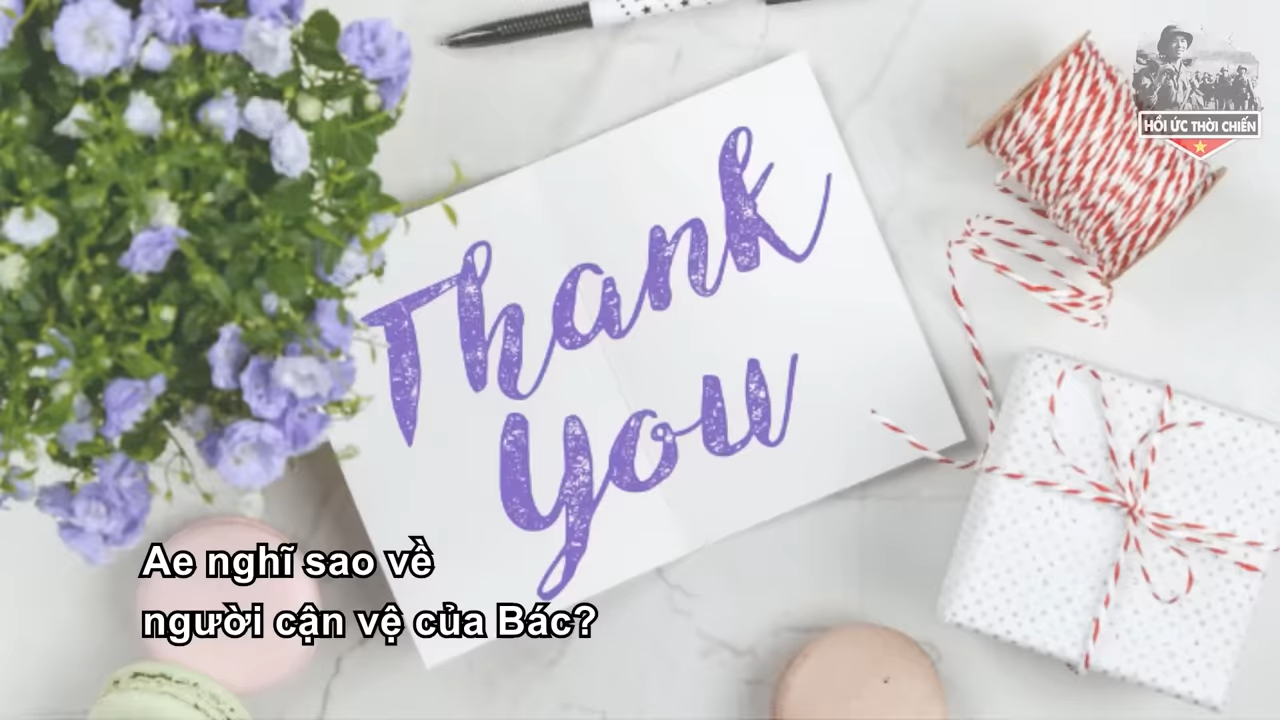 HỒI ỨC THỜI CHIẾN
Thank
You
Ae nghĩ sao về
người cận vệ của Bác?